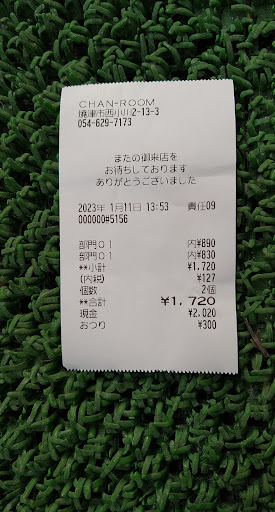 CHAN-ROOM
焼津市西小川2-13-3
054-629-7173
またの御来店を
お待ちしております
ありがとうございました
2023年 1月11日 13:53 責任09
000000#5156
部門01 内¥890
部門01 内¥830
**小計 ¥1,720
(内税) ¥127
個数 2個
**合計 ¥1,720
現金 ¥2,020
おつり ¥300